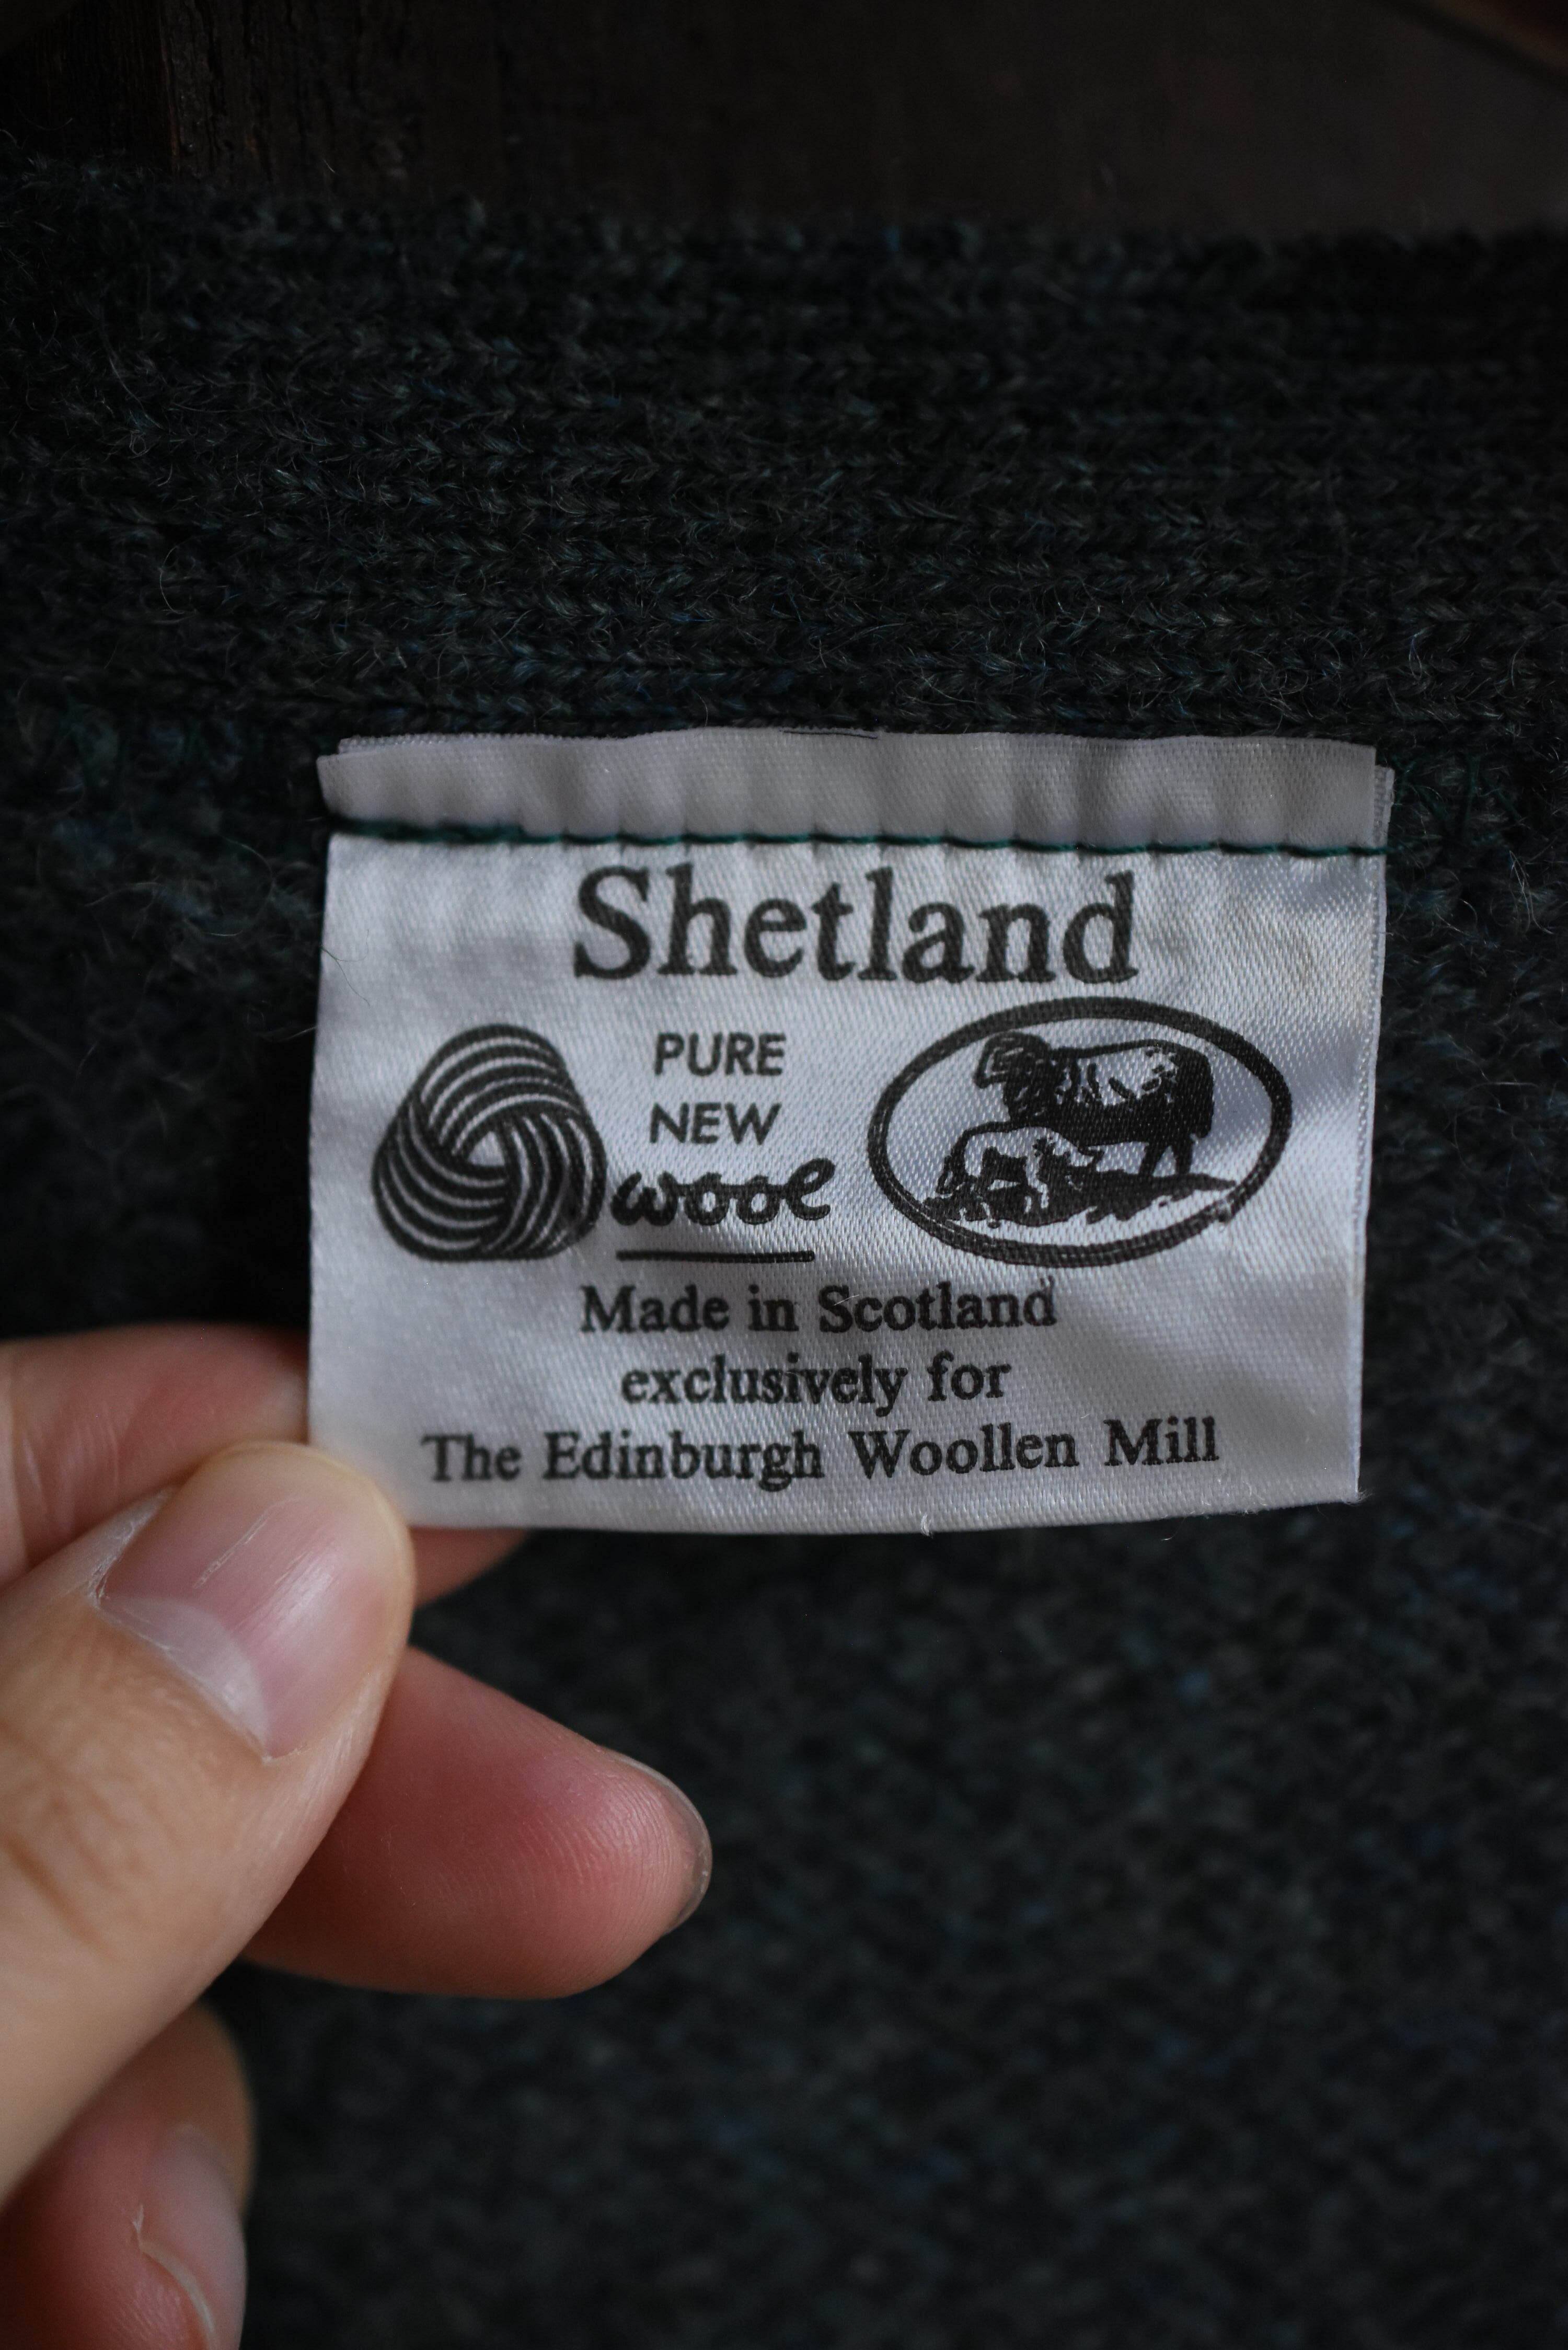 Shetland
PURE
NEW
wool
Made in Scotland
exclusively for
The Edinburgh Woollen Mill